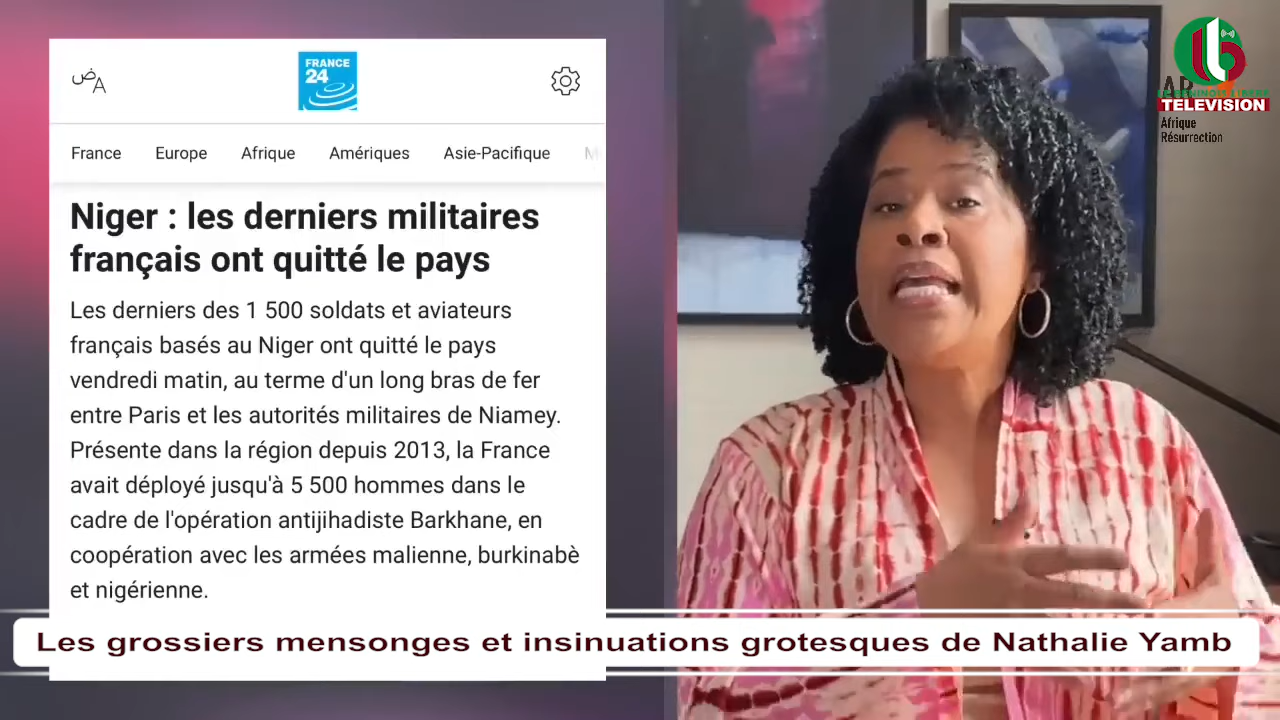 ضA
FRANCE
24
France Europe Afrique Amériques Asie-Pacifique
Niger : les derniers militaires
français ont quitté le pays
Les derniers des 1 500 soldats et aviateurs
français basés au Niger ont quitté le pays
vendredi matin, au terme d'un long bras de fer
entre Paris et les autorités militaires de Niamey.
Présente dans la région depuis 2013, la France
avait déployé jusqu'à 5 500 hommes dans le
cadre de l'opération antijihadiste Barkhane, en
coopération avec les armées malienne, burkinabè
et nigérienne.
TELEVISION
Afrique
Résurrection
Les grossiers mensonges et insinuations grotesques de Nathalie Yamb